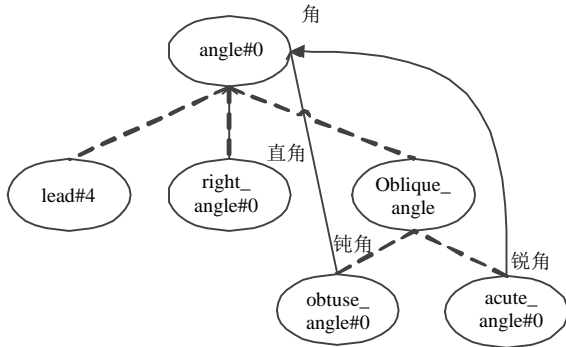 角
angle#0
直角
lead#4
right_
angle#0
Oblique_
angle
钝角
锐角
obtuse_
angle#0
acute_
angle#0